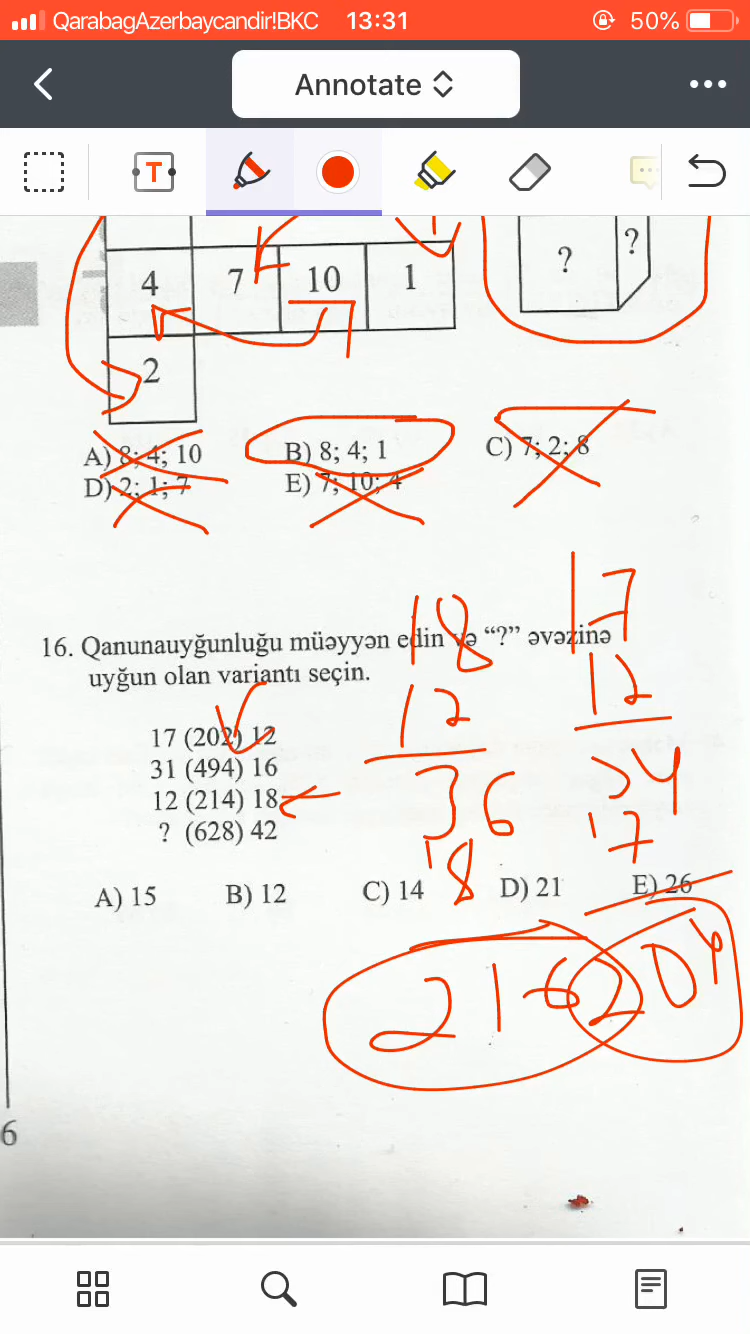 QarabagAzerbaycandir!BKC 13:31 50%
Annotate
T
? ?
4 7 10 1
2
A) 8; 4; 10 B) 8; 4; 1 C) 7; 2; 8
D) 2; 1; 7 E) 7; 10; 4
16. Qanunauyğunluğu müəyyən edin və “?” əvəzinə
uyğun olan variantı seçin.
17 (202) 12
31 (494) 16
12 (214) 18
? (628) 42
18
12
36
18
216
17
12
34
17
204
A) 15 B) 12 C) 14 D) 21 E) 26
6